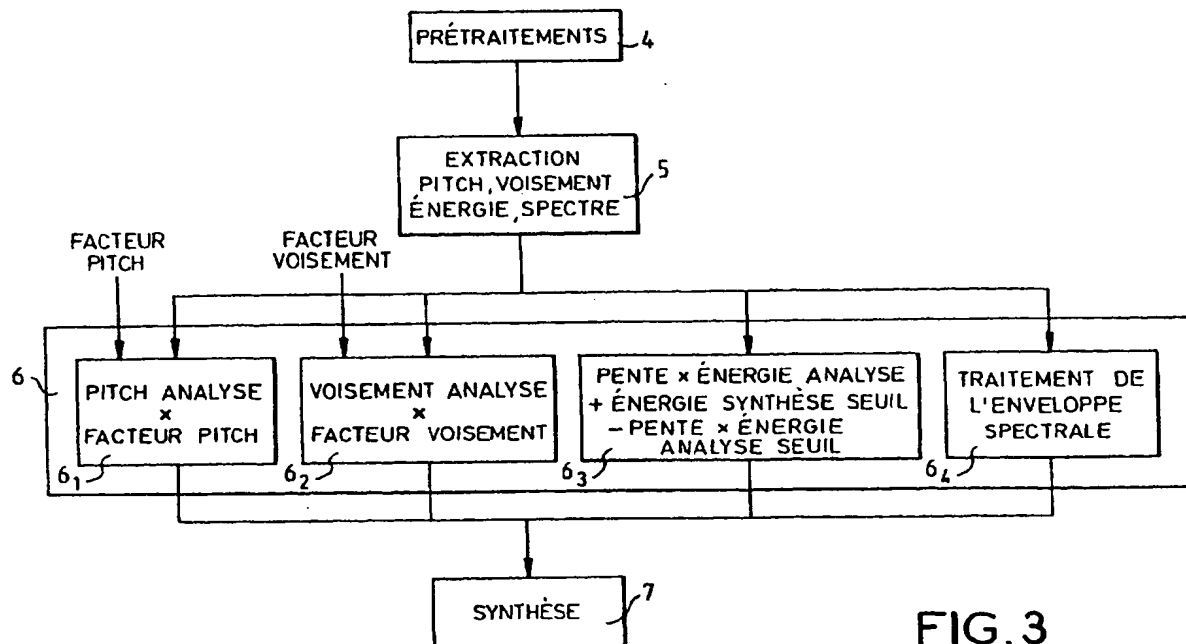 PRÉTRAITEMENTS
4
EXTRACTION
PITCH, VOISEMENT
ÉNERGIE, SPECTRE
5
FACTEUR
PITCH
FACTEUR
VOISEMENT
6
PITCH ANALYSE
×
FACTEUR PITCH
61
VOISEMENT ANALYSE
×
FACTEUR VOISEMENT
62
PENTE × ÉNERGIE ANALYSE
+ ÉNERGIE SYNTHÈSE SEUIL
- PENTE × ÉNERGIE
ANALYSE SEUIL
63
TRAITEMENT DE
L'ENVELOPPE
SPECTRALE
64
SYNTHÈSE
7
FIG.3